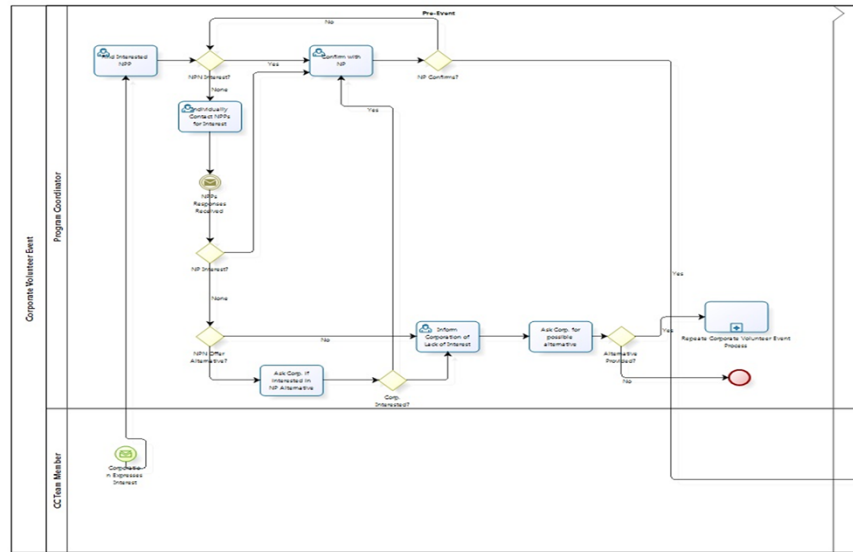 Pre-Event
Corporate Volunteer Event
Program Coordinator
CC Team Member
No
Find Interested
NPP
NPN Interest?
Yes
Confirm with
NP
NP Confirms?
None
Individually
Contact NPPs
for Interest
Yes
NPPs
Responses
Received
NP Interest?
Yes
None
NPN Offer
Alternative?
No
Inform
Corporation of
Lack of Interest
Ask Corp. for
possible
alternative
Alternative
Provided?
Yes
Repeate Corporate Volunteer Event
Process
No
Ask Corp. if
Interested in
NP Alternative
Corp.
Interested?
Corporatio
n Expresses
Interest